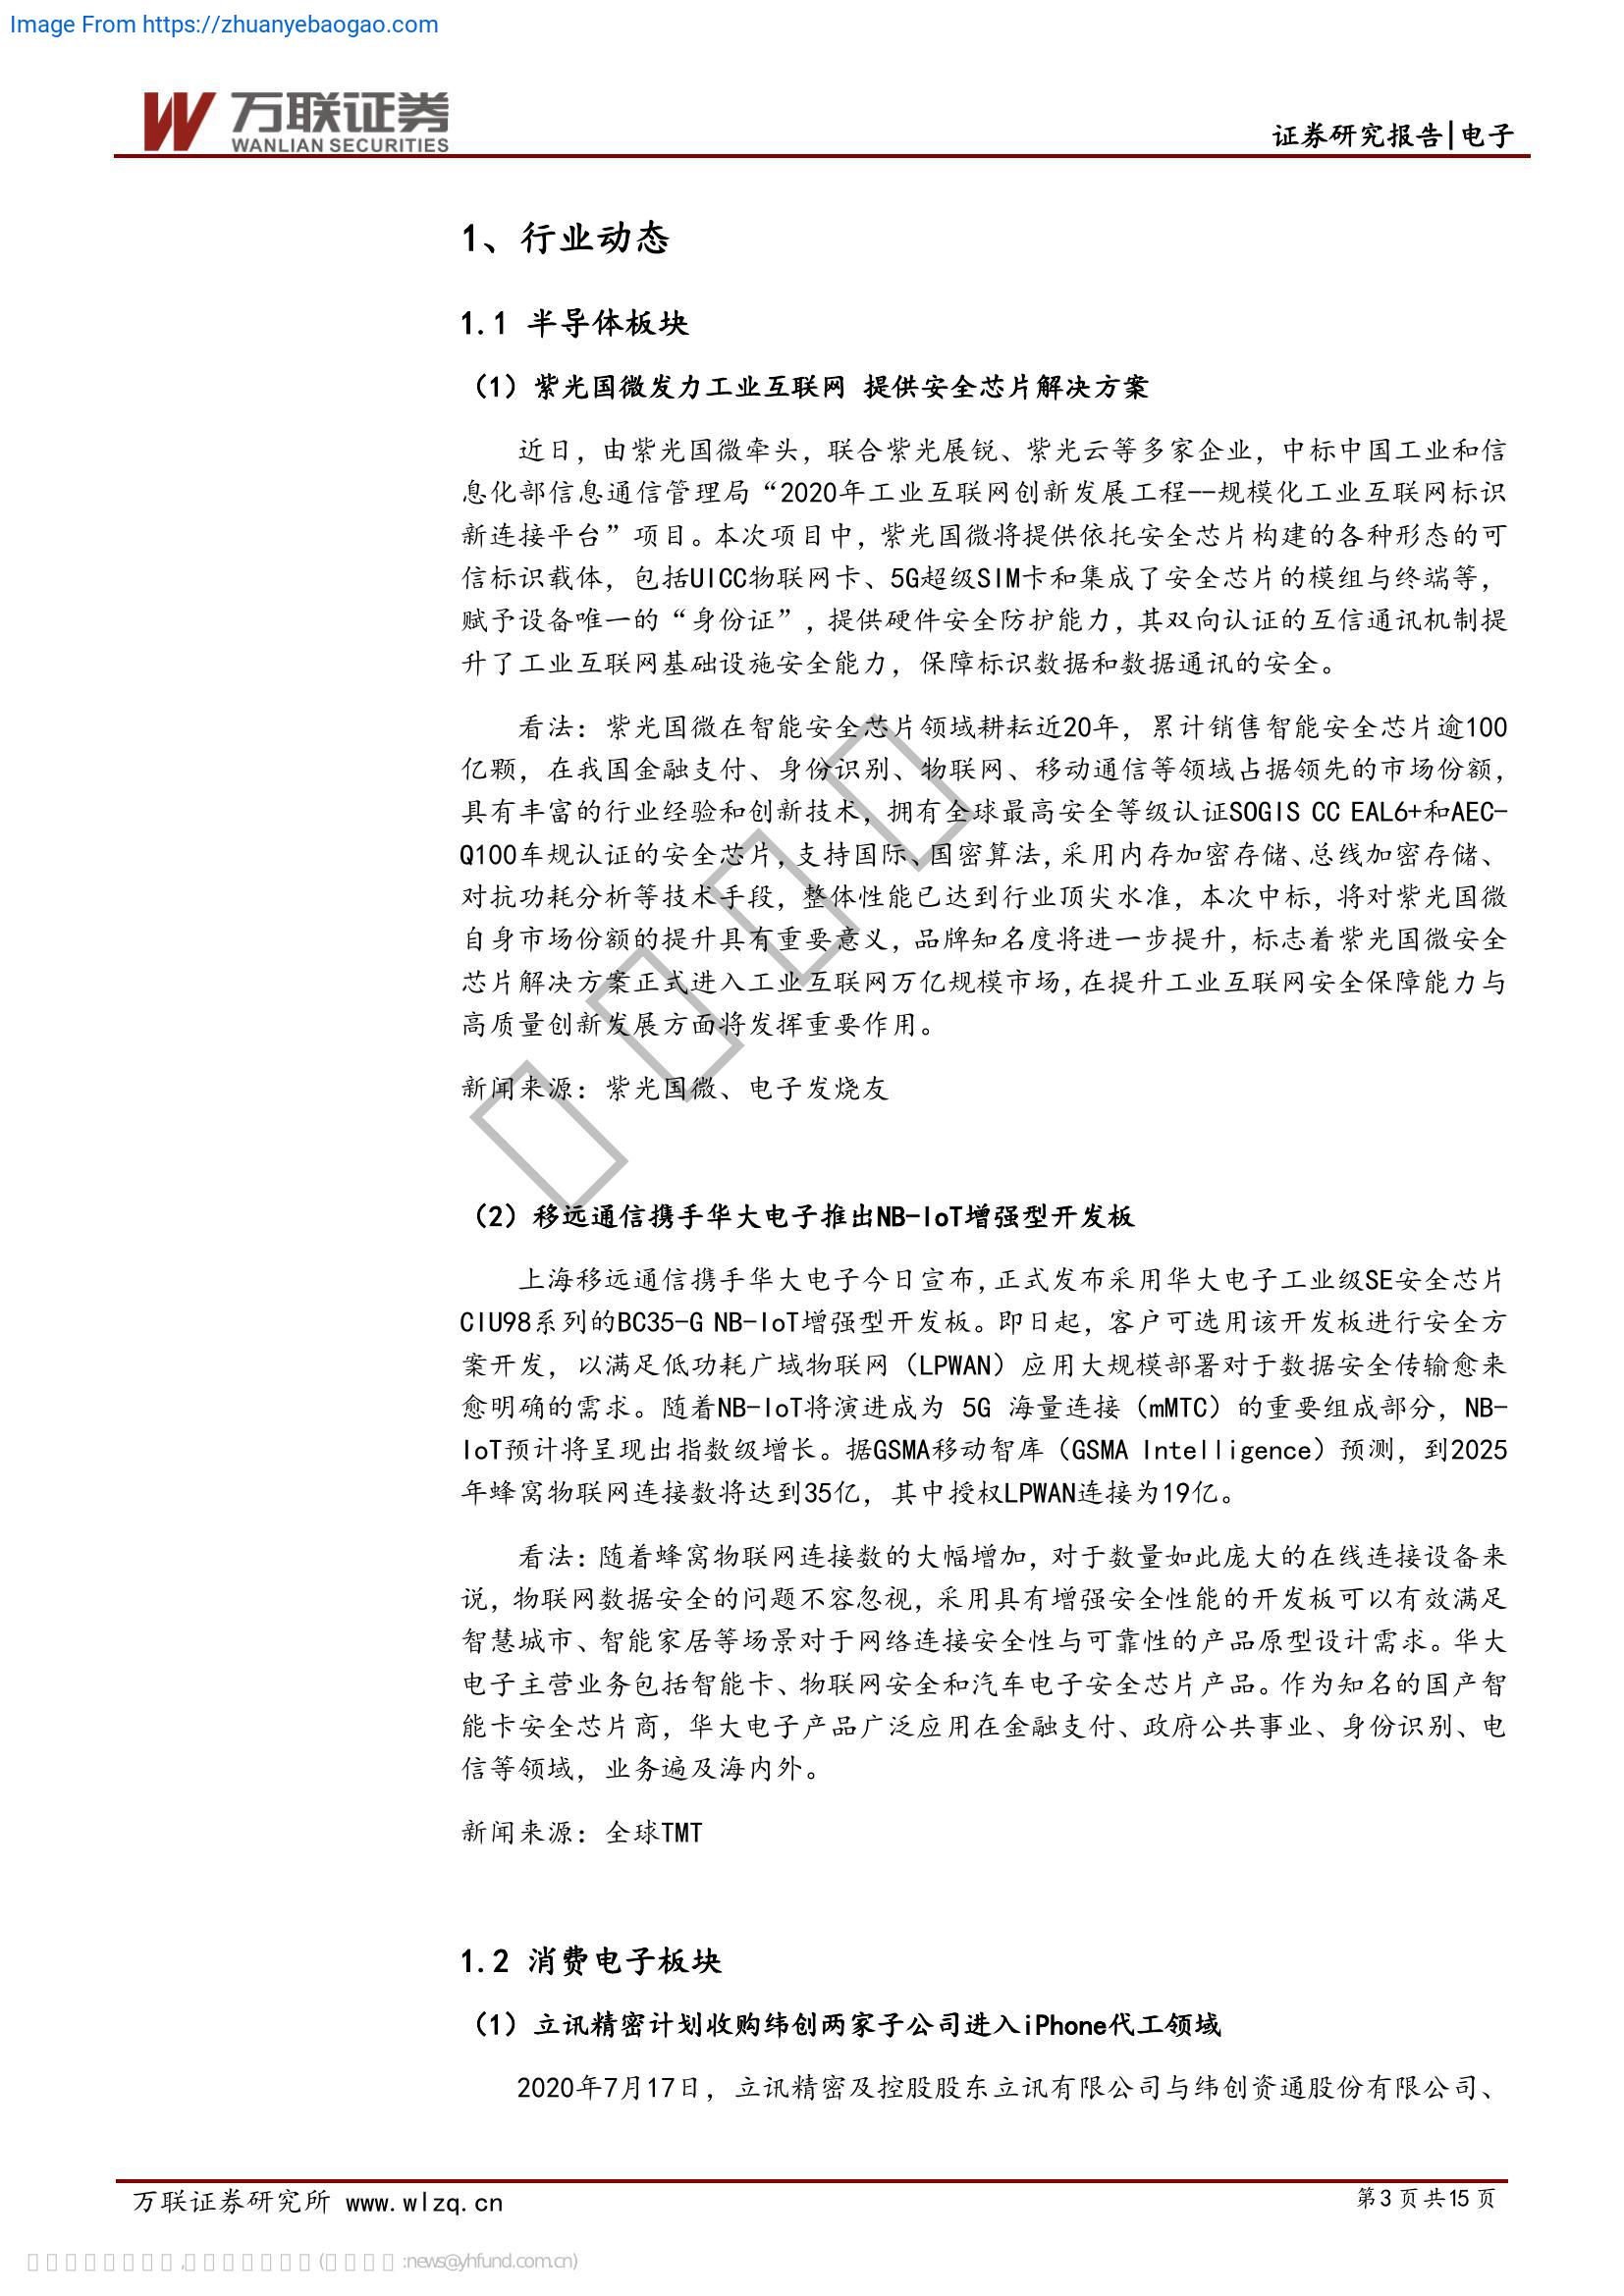 Image From https://zhuanyebaogao.com
万联证券
WANLIAN SECURITIES
证券研究报告|电子
1、行业动态
1.1 半导体板块
（1）紫光国微发力工业互联网 提供安全芯片解决方案
近日，由紫光国微牵头，联合紫光展锐、紫光云等多家企业，中标中国工业和信
息化部信息通信管理局“2020年工业互联网创新发展工程--规模化工业互联网标识
新连接平台”项目。本次项目中，紫光国微将提供依托安全芯片构建的各种形态的可
信标识载体，包括UICC物联网卡、5G超级SIM卡和集成了安全芯片的模组与终端等，
赋予设备唯一的“身份证”，提供硬件安全防护能力，其双向认证的互信通讯机制提
升了工业互联网基础设施安全能力，保障标识数据和数据通讯的安全。
看法：紫光国微在智能安全芯片领域耕耘近20年，累计销售智能安全芯片逾100
亿颗，在我国金融支付、身份识别、物联网、移动通信等领域占据领先的市场份额，
具有丰富的行业经验和创新技术，拥有全球最高安全等级认证SOGIS CC EAL6+和AEC-
Q100车规认证的安全芯片，支持国际、国密算法，采用内存加密存储、总线加密存储、
对抗功耗分析等技术手段，整体性能已达到行业顶尖水准，本次中标，将对紫光国微
自身市场份额的提升具有重要意义，品牌知名度将进一步提升，标志着紫光国微安全
芯片解决方案正式进入工业互联网万亿规模市场，在提升工业互联网安全保障能力与
高质量创新发展方面将发挥重要作用。
新闻来源：紫光国微、电子发烧友
（2）移远通信携手华大电子推出NB-IoT增强型开发板
上海移远通信携手华大电子今日宣布，正式发布采用华大电子工业级SE安全芯片
CIU98系列的BC35-G NB-IoT增强型开发板。即日起，客户可选用该开发板进行安全方
案开发，以满足低功耗广域物联网（LPWAN）应用大规模部署对于数据安全传输愈来
愈明确的需求。随着NB-IoT将演进成为 5G 海量连接（mMTC）的重要组成部分，NB-
IoT预计将呈现出指数级增长。据GSMA移动智库（GSMA Intelligence）预测，到2025
年蜂窝物联网连接数将达到35亿，其中授权LPWAN连接为19亿。
看法：随着蜂窝物联网连接数的大幅增加，对于数量如此庞大的在线连接设备来
说，物联网数据安全的问题不容忽视，采用具有增强安全性能的开发板可以有效满足
智慧城市、智能家居等场景对于网络连接安全性与可靠性的产品原型设计需求。华大
电子主营业务包括智能卡、物联网安全和汽车电子安全芯片产品。作为知名的国产智
能卡安全芯片商，华大电子产品广泛应用在金融支付、政府公共事业、身份识别、电
信等领域，业务遍及海内外。
新闻来源：全球TMT
1.2 消费电子板块
（1）立讯精密计划收购纬创两家子公司进入iPhone代工领域
2020年7月17日，立讯精密及控股股东立讯有限公司与纬创资通股份有限公司、
万联证券研究所 www.wlzq.cn
第3页共15页
:news@yhfund.com.cn)